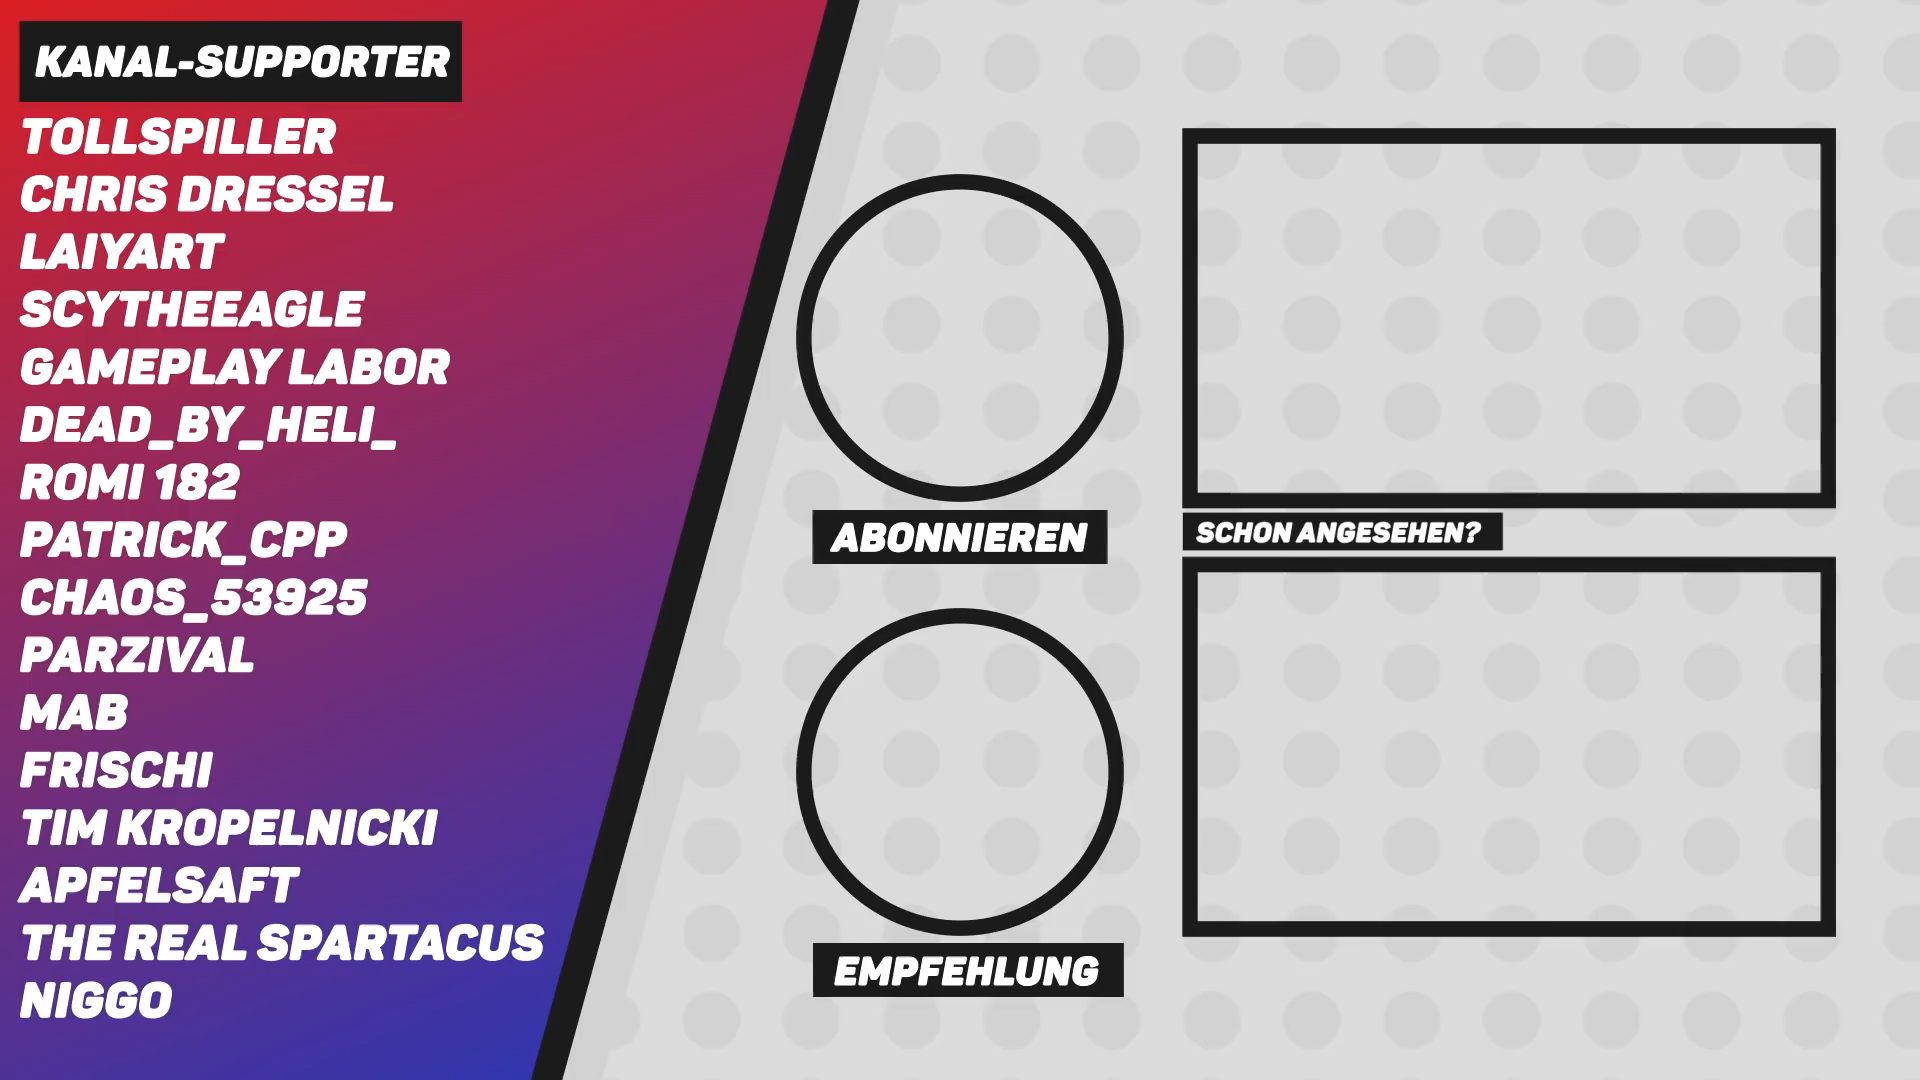 KANAL-SUPPORTER
TOLLSPILLER
CHRIS DRESSEL
LAIYART
SCYTHEEAGLE
GAMEPLAY LABOR
DEAD_BY_HELI_
ROMI 182
PATRICK_CPP
CHAOS_53925
PARZIVAL
MAB
FRISCHI
TIM KROPELNICKI
APFELSAFT
THE REAL SPARTACUS
NIGGO
ABONNIEREN
EMPFEHLUNG
SCHON ANGESEHEN?